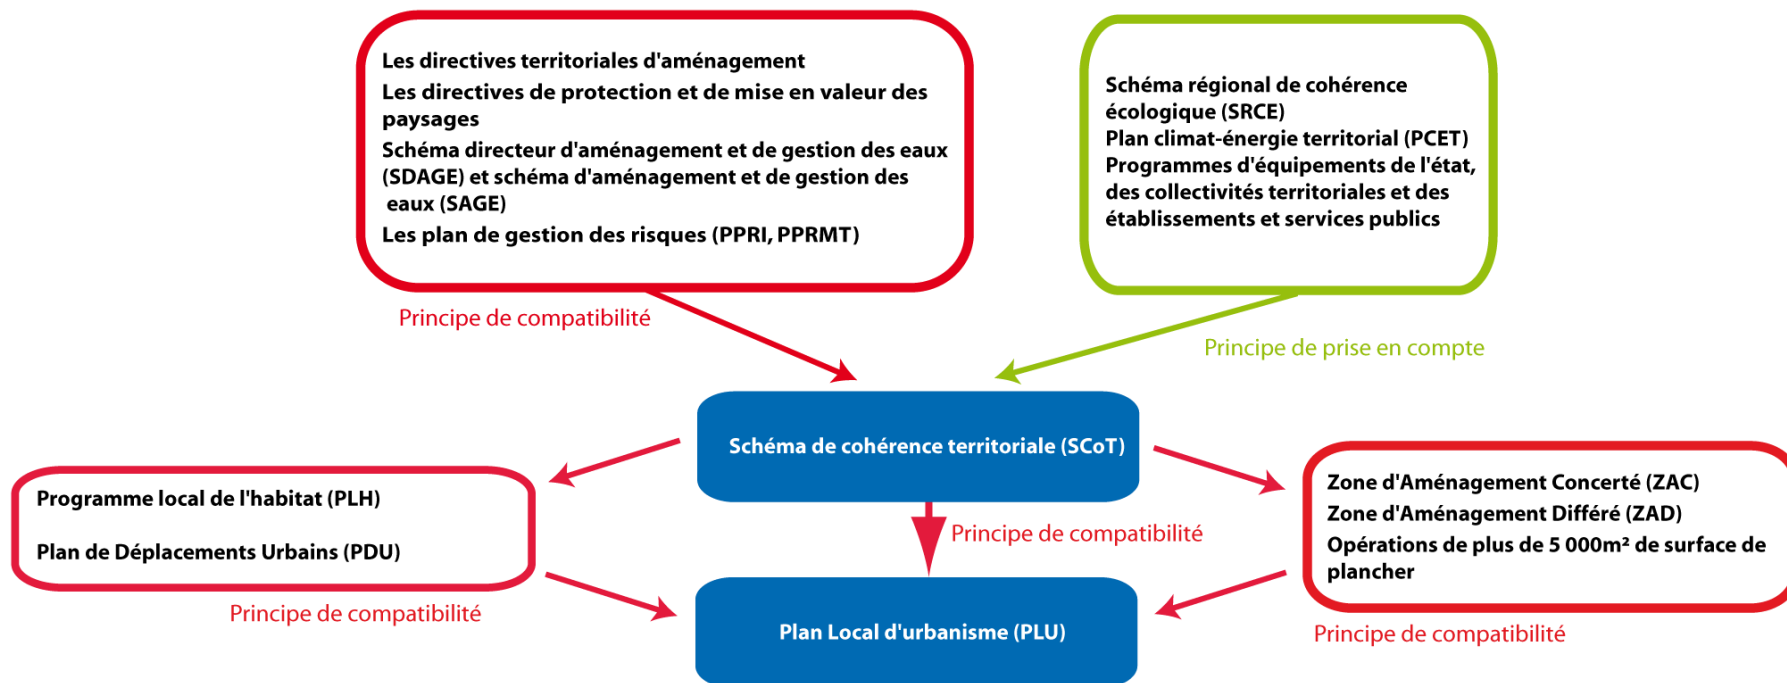 Les directives territoriales d'aménagement
Les directives de protection et de mise en valeur des
paysages
Schéma directeur d'aménagement et de gestion des eaux
(SDAGE) et schéma d'aménagement et de gestion des
eaux (SAGE)
Les plan de gestion des risques (PPRI, PPRMT)
Schéma régional de cohérence
écologique (SRCE)
Plan climat-énergie territorial (PCET)
Programmes d'équipements de l'état,
des collectivités territoriales et des
établissements et services publics
Principe de compatibilité
Principe de prise en compte
Schéma de cohérence territoriale (SCoT)
Programme local de l'habitat (PLH)
Plan de Déplacements Urbains (PDU)
Principe de compatibilité
Principe de compatibilité
Zone d'Aménagement Concerté (ZAC)
Zone d'Aménagement Différé (ZAD)
Opérations de plus de 5 000m² de surface de
plancher
Principe de compatibilité
Plan Local d'urbanisme (PLU)